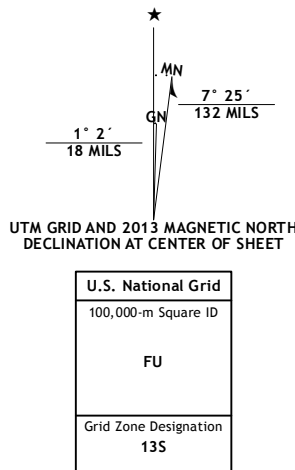 ★
MN
GN
7° 25´
132 MILS
1° 2´
18 MILS
UTM GRID AND 2013 MAGNETIC NORTH
DECLINATION AT CENTER OF SHEET
U.S. National Grid
100,000-m Square ID
FU
Grid Zone Designation
13S